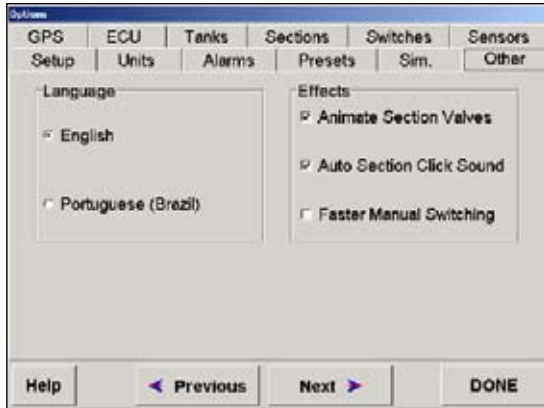 Options
GPS ECU Tanks Sections Switches Sensors
Setup Units Alarms Presets Sim. Other
Language
English
Portuguese (Brazil)
Effects
Animate Section Valves
Auto Section Click Sound
Faster Manual Switching
Help Previous Next DONE